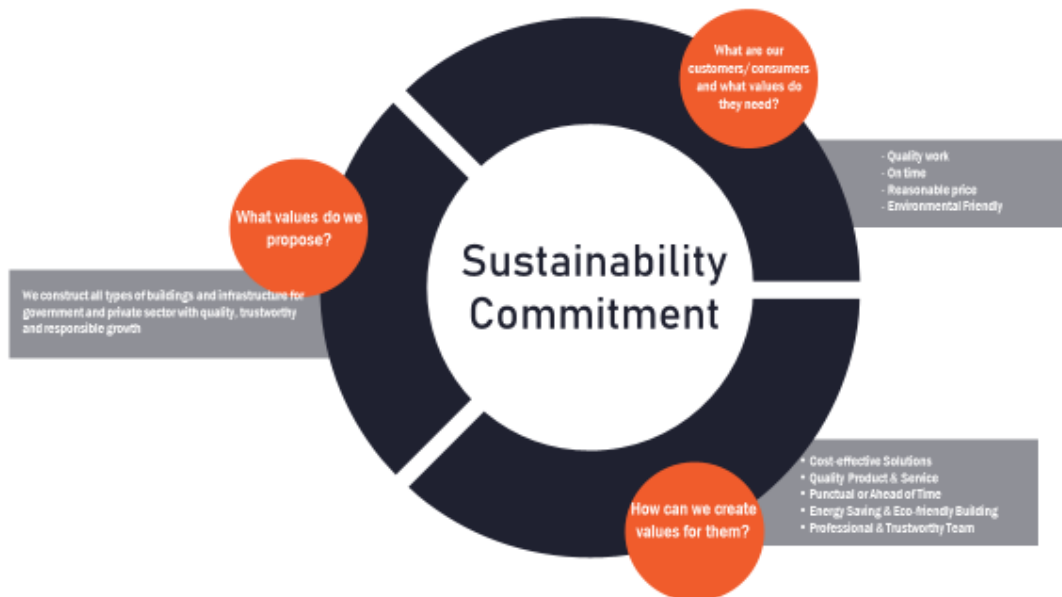 What are our
customers/consumers
and what values do
they need?
- Quality work
- On time
- Reasonable price
- Environmental Friendly
What values do we
propose?
We construct all types of buildings and infrastructure for
government and private sector with quality, trustworthy
and responsible growth
Sustainability
Commitment
• Cost-effective Solutions
• Quality Product & Service
• Punctual or Ahead of Time
• Energy Saving & Eco-friendly Building
• Professional & Trustworthy Team
How can we create
values for them?